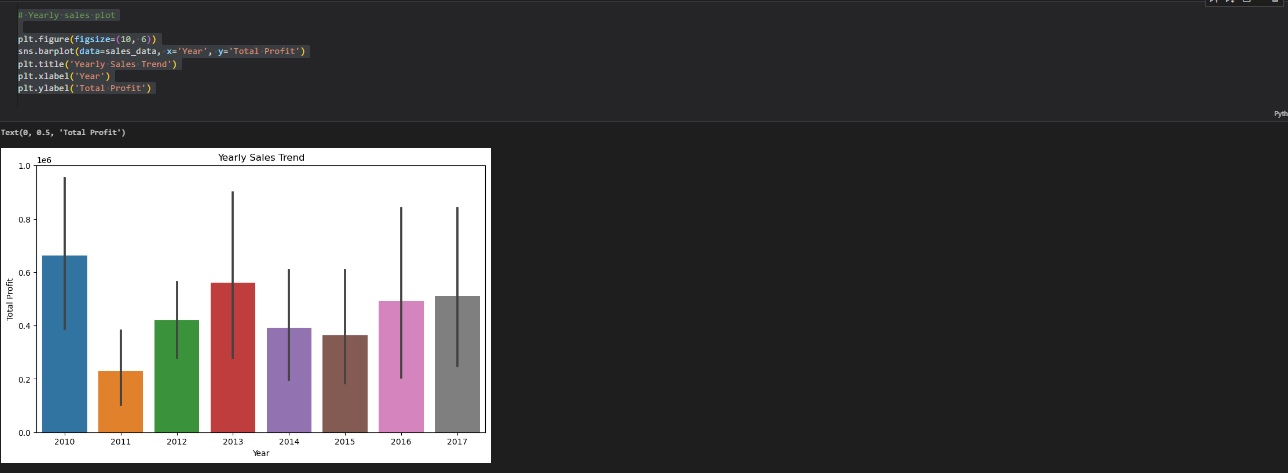 # Yearly sales plot
plt.figure(figsize=(10, 6))
sns.barplot(data=sales_data, x='Year', y='Total Profit')
plt.title('Yearly Sales Trend')
plt.xlabel('Year')
plt.ylabel('Total Profit')
Pyth
Text(0, 0.5, 'Total Profit')
Yearly Sales Trend
1e6
1.0
0.8
0.6
0.4
0.2
0.0
Total Profit
2010 2011 2012 2013 2014 2015 2016 2017
Year